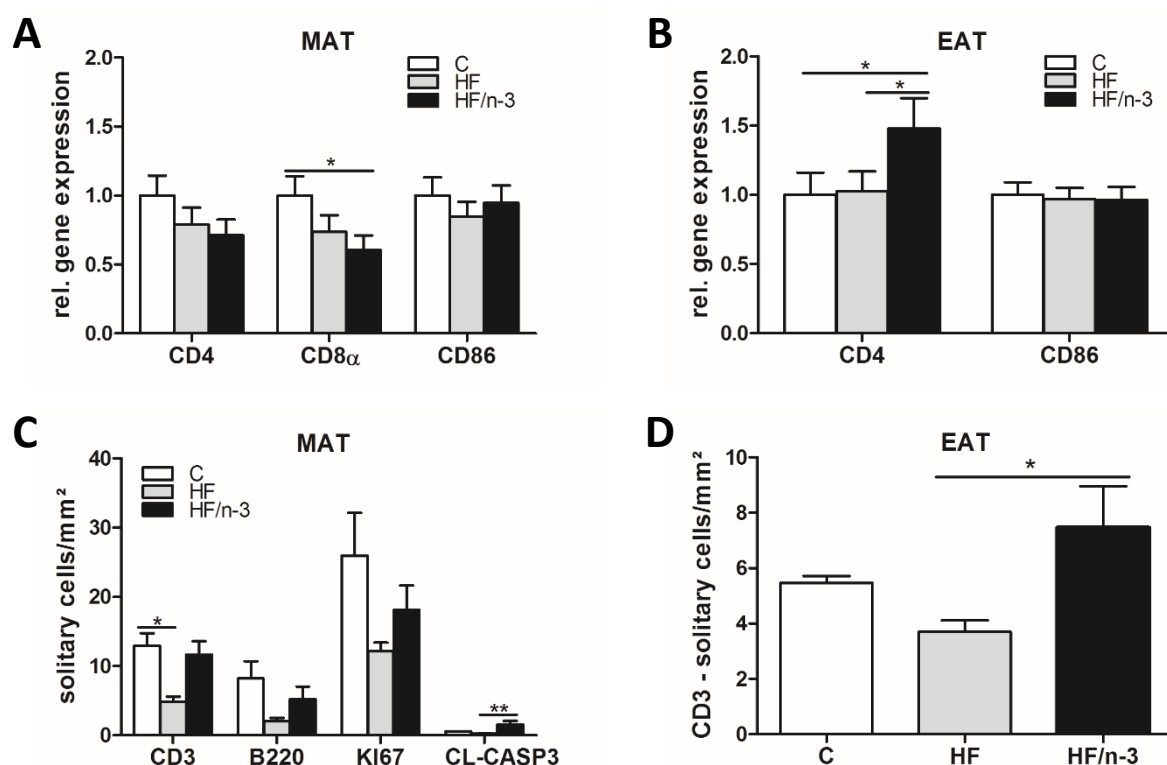 A
MAT
C
HF
HF/n-3
rel. gene expression
2.0
1.5
1.0
0.5
0.0
*
CD4
CD8α
CD86
B
EAT
C
HF
HF/n-3
rel. gene expression
2.0
1.5
1.0
0.5
0.0
*
*
CD4
CD86
C
MAT
C
HF
HF/n-3
solitary cells/mm²
40
30
20
10
0
*
**
CD3
B220
KI67
CL-CASP3
D
EAT
CD3 - solitary cells/mm²
10
8
6
4
2
0
*
C
HF
HF/n-3